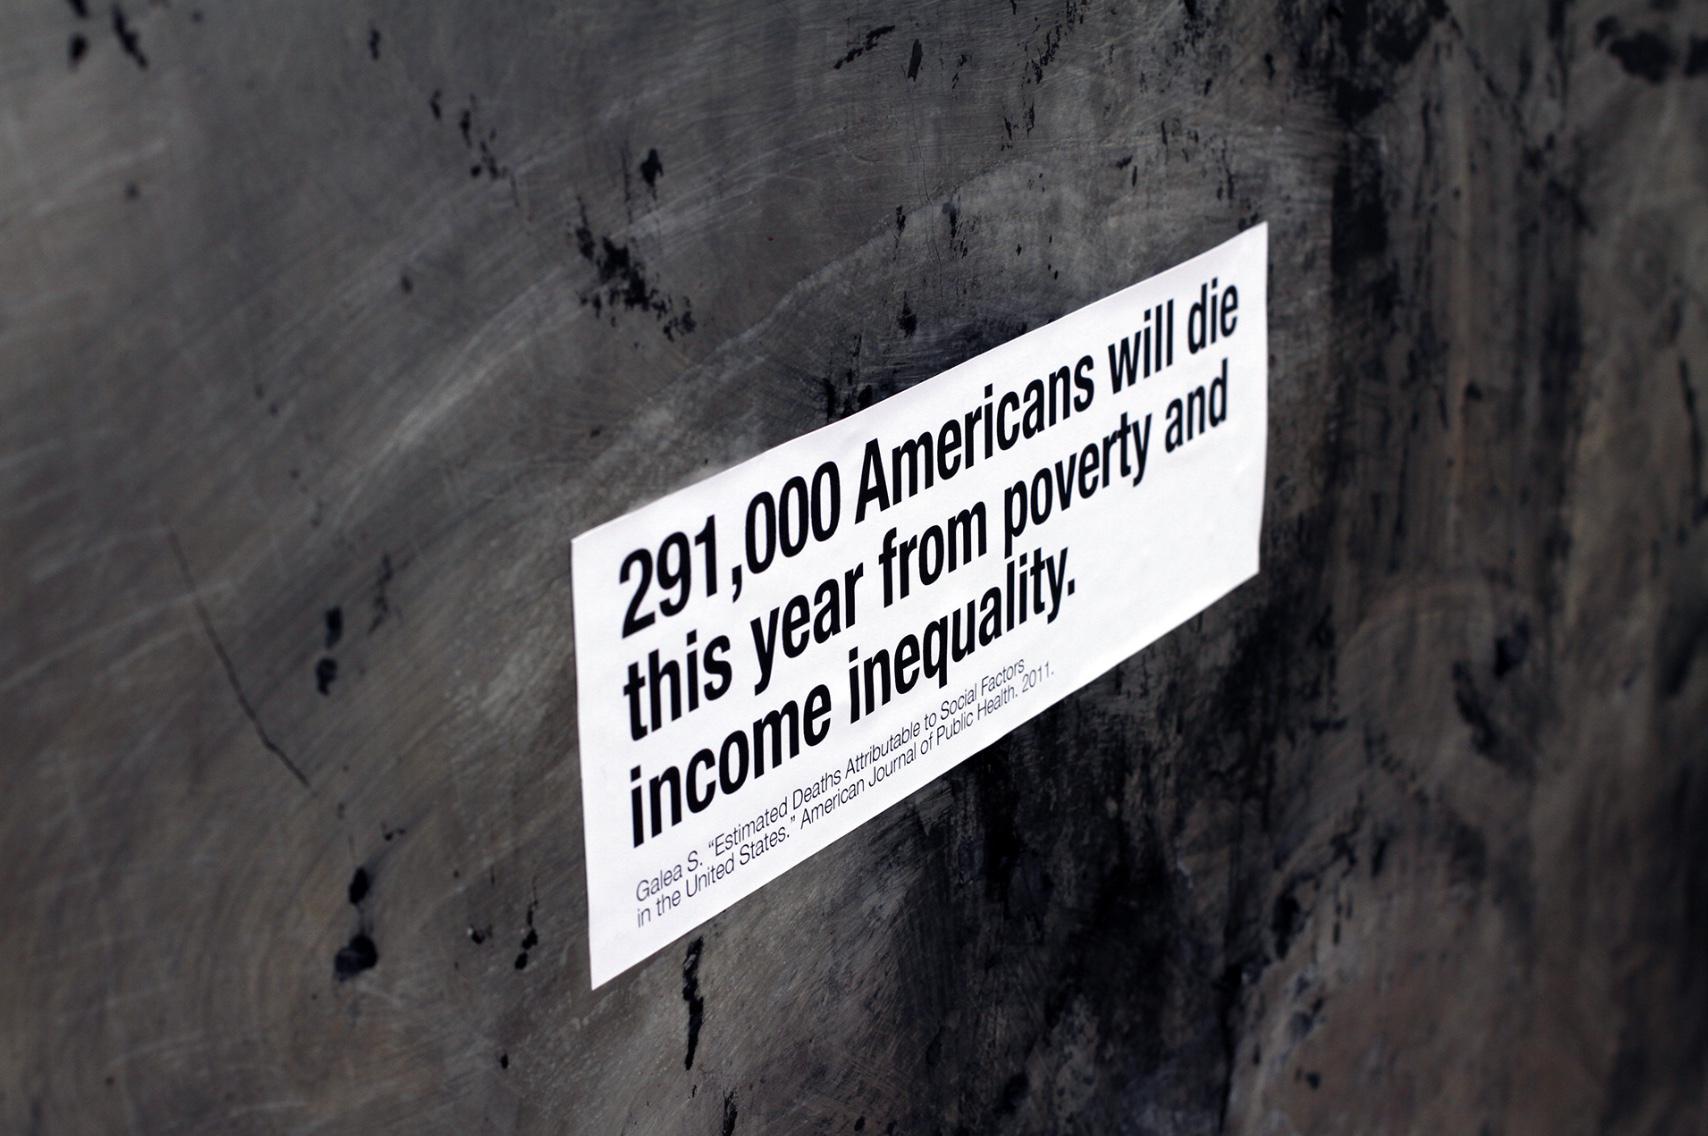 291,000 Americans will die
this year from poverty and
income inequality.
Galea S. “Estimated Deaths Attributable to Social Factors
in the United States.” American Journal of Public Health. 2011.